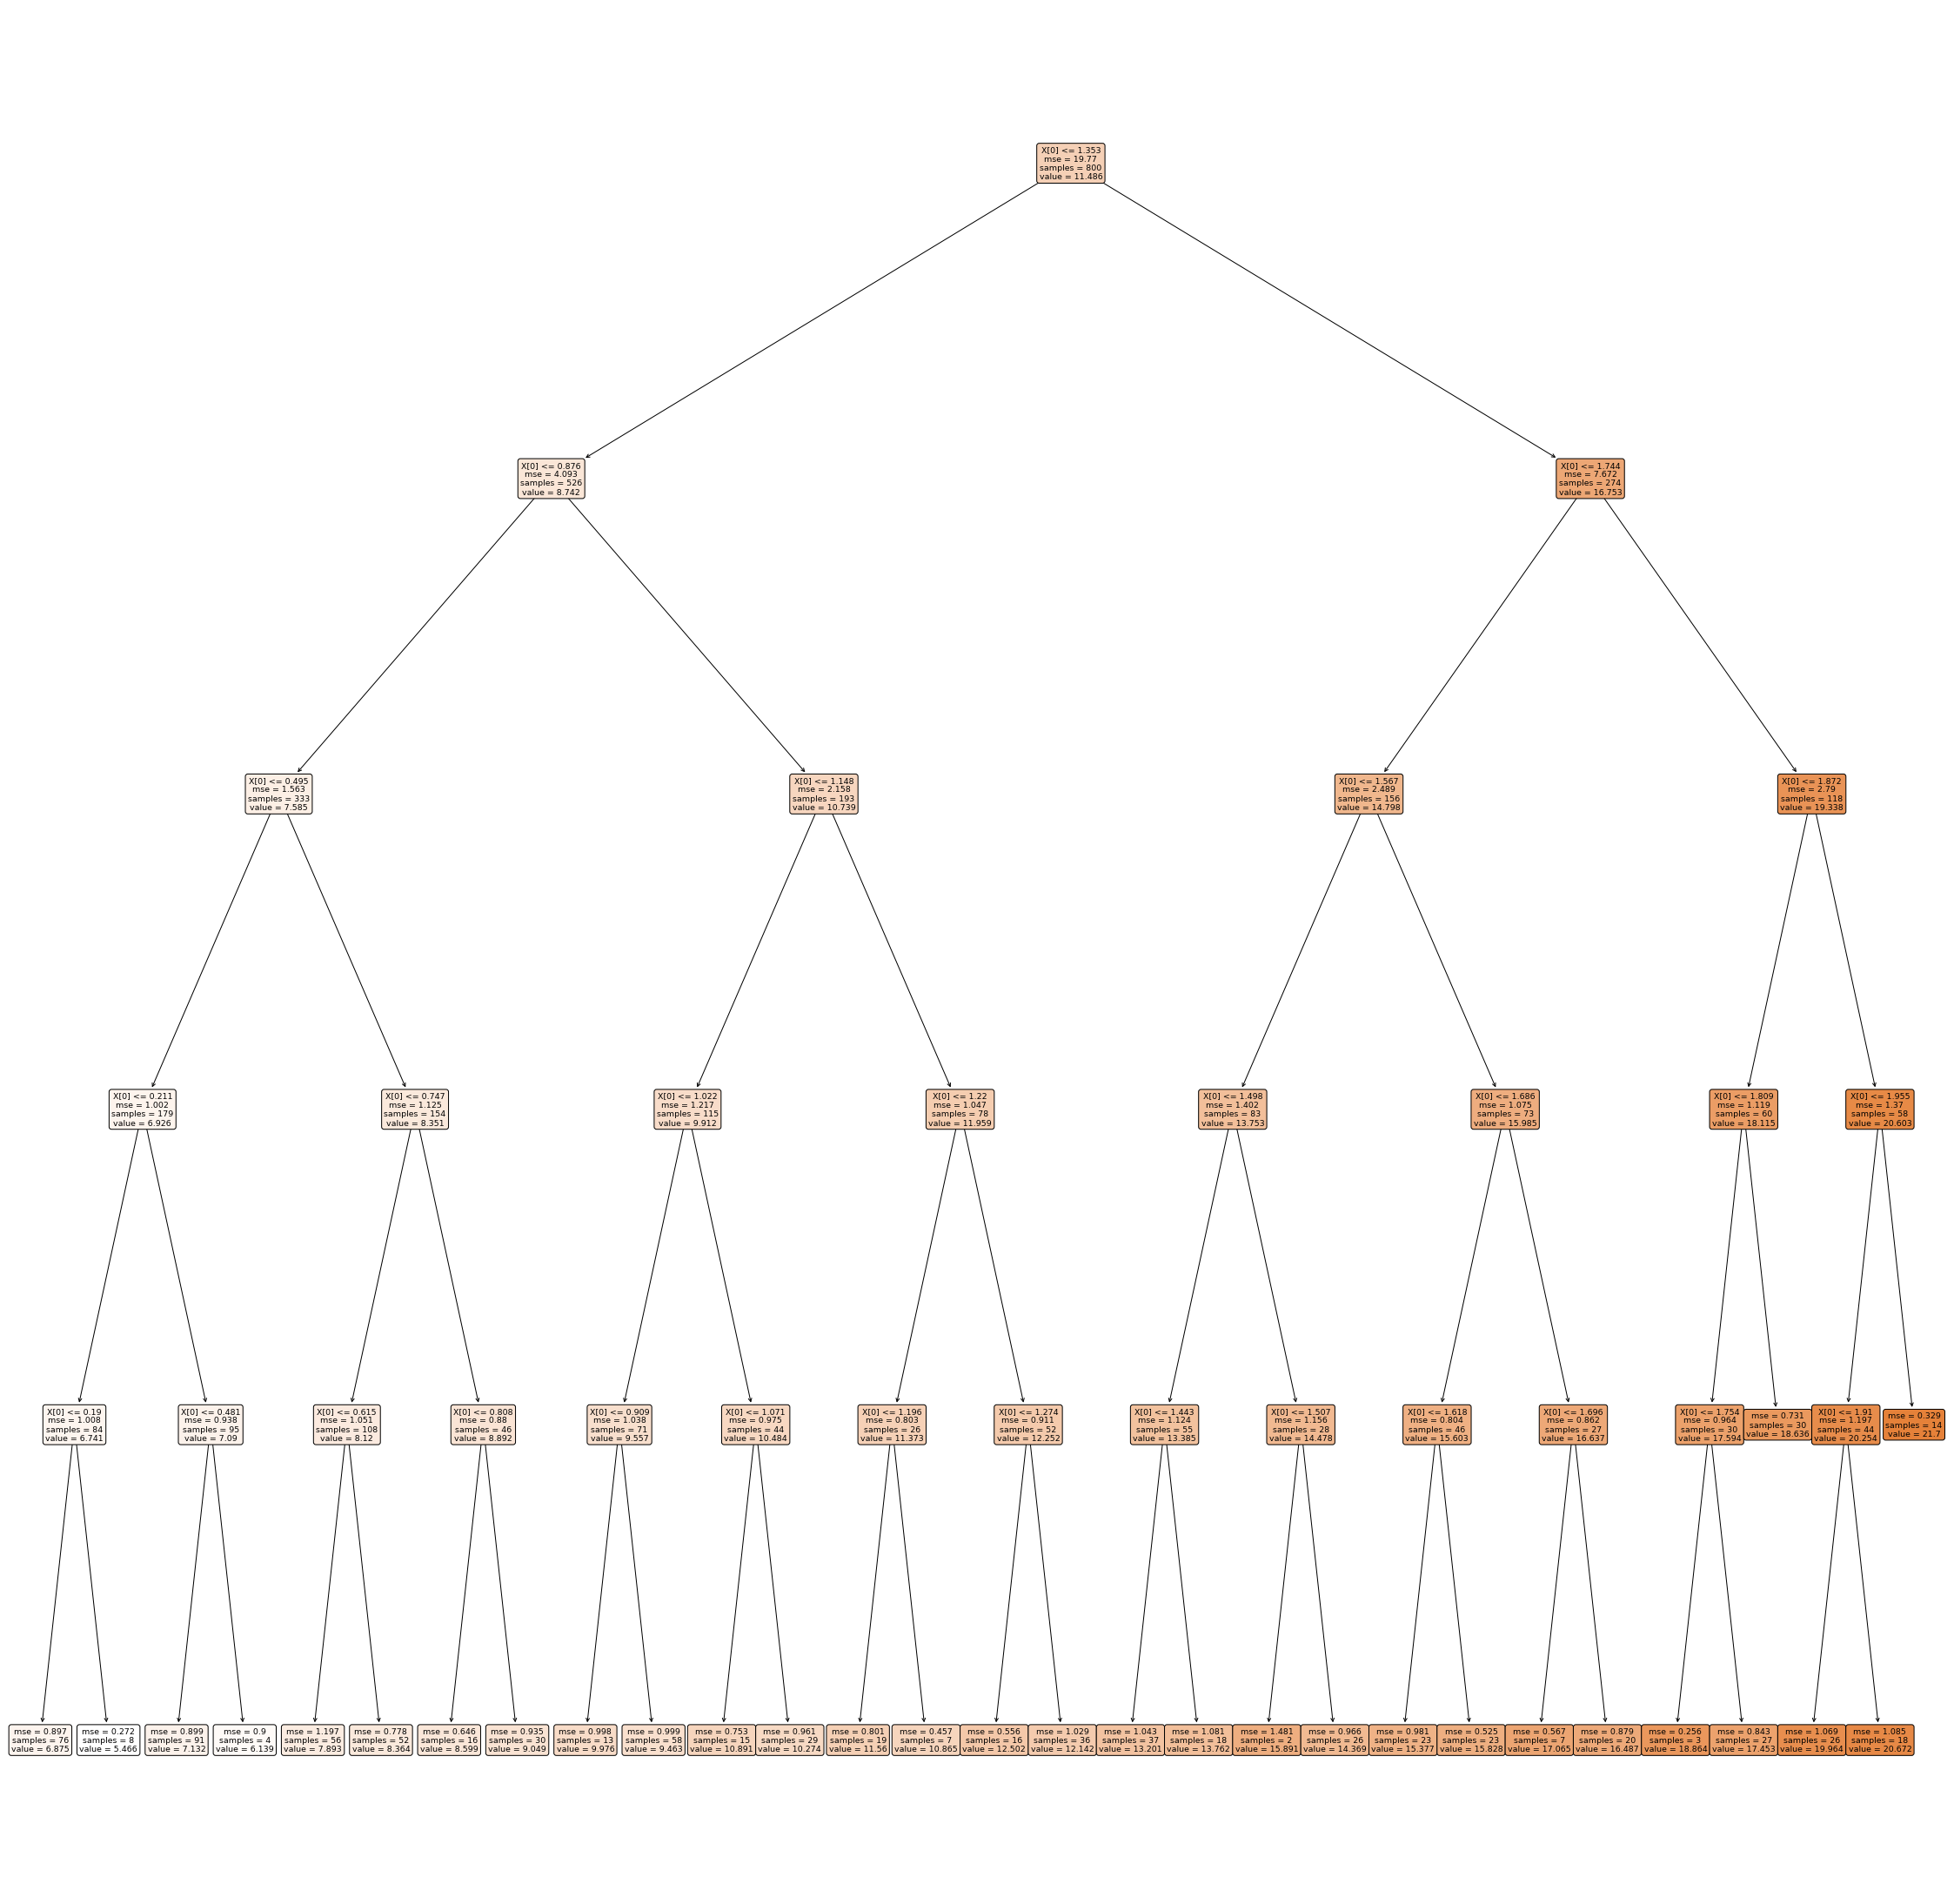 X[0] <= 1.353
mse = 19.77
samples = 800
value = 11.486
X[0] <= 0.876
mse = 4.093
samples = 526
value = 8.742
X[0] <= 1.744
mse = 7.672
samples = 274
value = 16.753
X[0] <= 0.495
mse = 1.563
samples = 333
value = 7.585
X[0] <= 1.148
mse = 2.158
samples = 193
value = 10.739
X[0] <= 1.567
mse = 2.489
samples = 156
value = 14.798
X[0] <= 1.872
mse = 2.79
samples = 118
value = 19.338
X[0] <= 0.211
mse = 1.002
samples = 179
value = 6.926
X[0] <= 0.747
mse = 1.125
samples = 154
value = 8.351
X[0] <= 1.022
mse = 1.217
samples = 115
value = 9.912
X[0] <= 1.22
mse = 1.047
samples = 78
value = 11.959
X[0] <= 1.498
mse = 1.402
samples = 83
value = 13.753
X[0] <= 1.686
mse = 1.075
samples = 73
value = 15.985
X[0] <= 1.809
mse = 1.119
samples = 60
value = 18.115
X[0] <= 1.955
mse = 1.37
samples = 58
value = 20.603
X[0] <= 0.19
mse = 1.008
samples = 84
value = 6.741
X[0] <= 0.481
mse = 0.938
samples = 95
value = 7.09
X[0] <= 0.615
mse = 1.051
samples = 108
value = 8.12
X[0] <= 0.808
mse = 0.88
samples = 46
value = 8.892
X[0] <= 0.909
mse = 1.038
samples = 71
value = 9.557
X[0] <= 1.071
mse = 0.975
samples = 44
value = 10.484
X[0] <= 1.196
mse = 0.803
samples = 26
value = 11.373
X[0] <= 1.274
mse = 0.911
samples = 52
value = 12.252
X[0] <= 1.443
mse = 1.124
samples = 55
value = 13.385
X[0] <= 1.507
mse = 1.156
samples = 28
value = 14.478
X[0] <= 1.618
mse = 0.804
samples = 46
value = 15.603
X[0] <= 1.696
mse = 0.862
samples = 27
value = 16.637
X[0] <= 1.754
mse = 0.964
samples = 30
value = 17.594
mse = 0.731
samples = 30
value = 18.636
X[0] <= 1.91
mse = 1.197
samples = 44
value = 20.254
mse = 0.329
samples = 14
value = 21.7
mse = 0.897
samples = 76
value = 6.875
mse = 0.272
samples = 8
value = 5.466
mse = 0.899
samples = 91
value = 7.132
mse = 0.9
samples = 4
value = 6.139
mse = 1.197
samples = 56
value = 7.893
mse = 0.778
samples = 52
value = 8.364
mse = 0.646
samples = 16
value = 8.599
mse = 0.935
samples = 30
value = 9.049
mse = 0.998
samples = 13
value = 9.976
mse = 0.999
samples = 58
value = 9.463
mse = 0.753
samples = 15
value = 10.891
mse = 0.961
samples = 29
value = 10.274
mse = 0.801
samples = 19
value = 11.56
mse = 0.457
samples = 7
value = 10.865
mse = 0.556
samples = 16
value = 12.502
mse = 1.029
samples = 36
value = 12.142
mse = 1.043
samples = 37
value = 13.201
mse = 1.081
samples = 18
value = 13.762
mse = 1.481
samples = 2
value = 15.891
mse = 0.966
samples = 26
value = 14.369
mse = 0.981
samples = 23
value = 15.377
mse = 0.525
samples = 23
value = 15.828
mse = 0.567
samples = 7
value = 17.065
mse = 0.879
samples = 20
value = 16.487
mse = 0.256
samples = 3
value = 18.864
mse = 0.843
samples = 27
value = 17.453
mse = 1.069
samples = 26
value = 19.964
mse = 1.085
samples = 18
value = 20.672